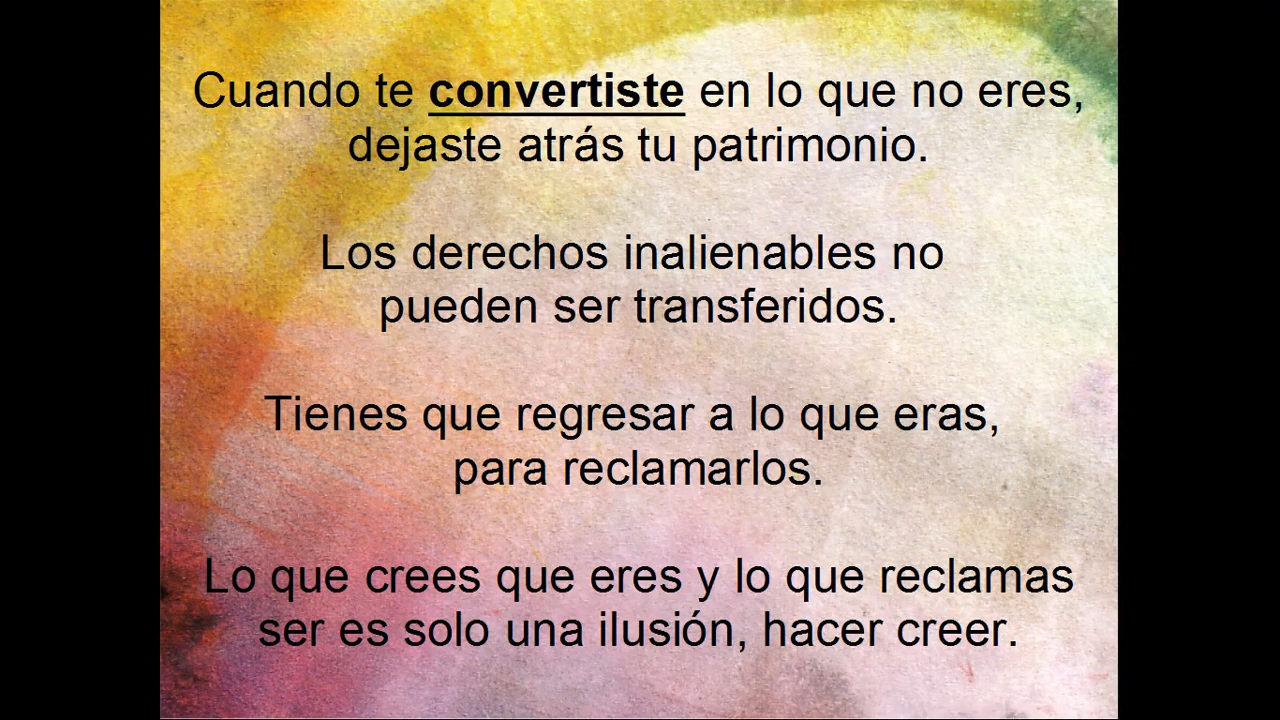 Cuando te convertiste en lo que no eres,
dejaste atrás tu patrimonio.
Los derechos inalienables no
pueden ser transferidos.
Tienes que regresar a lo que eras,
para reclamarlos.
Lo que crees que eres y lo que reclamas
ser es solo una ilusión, hacer creer.